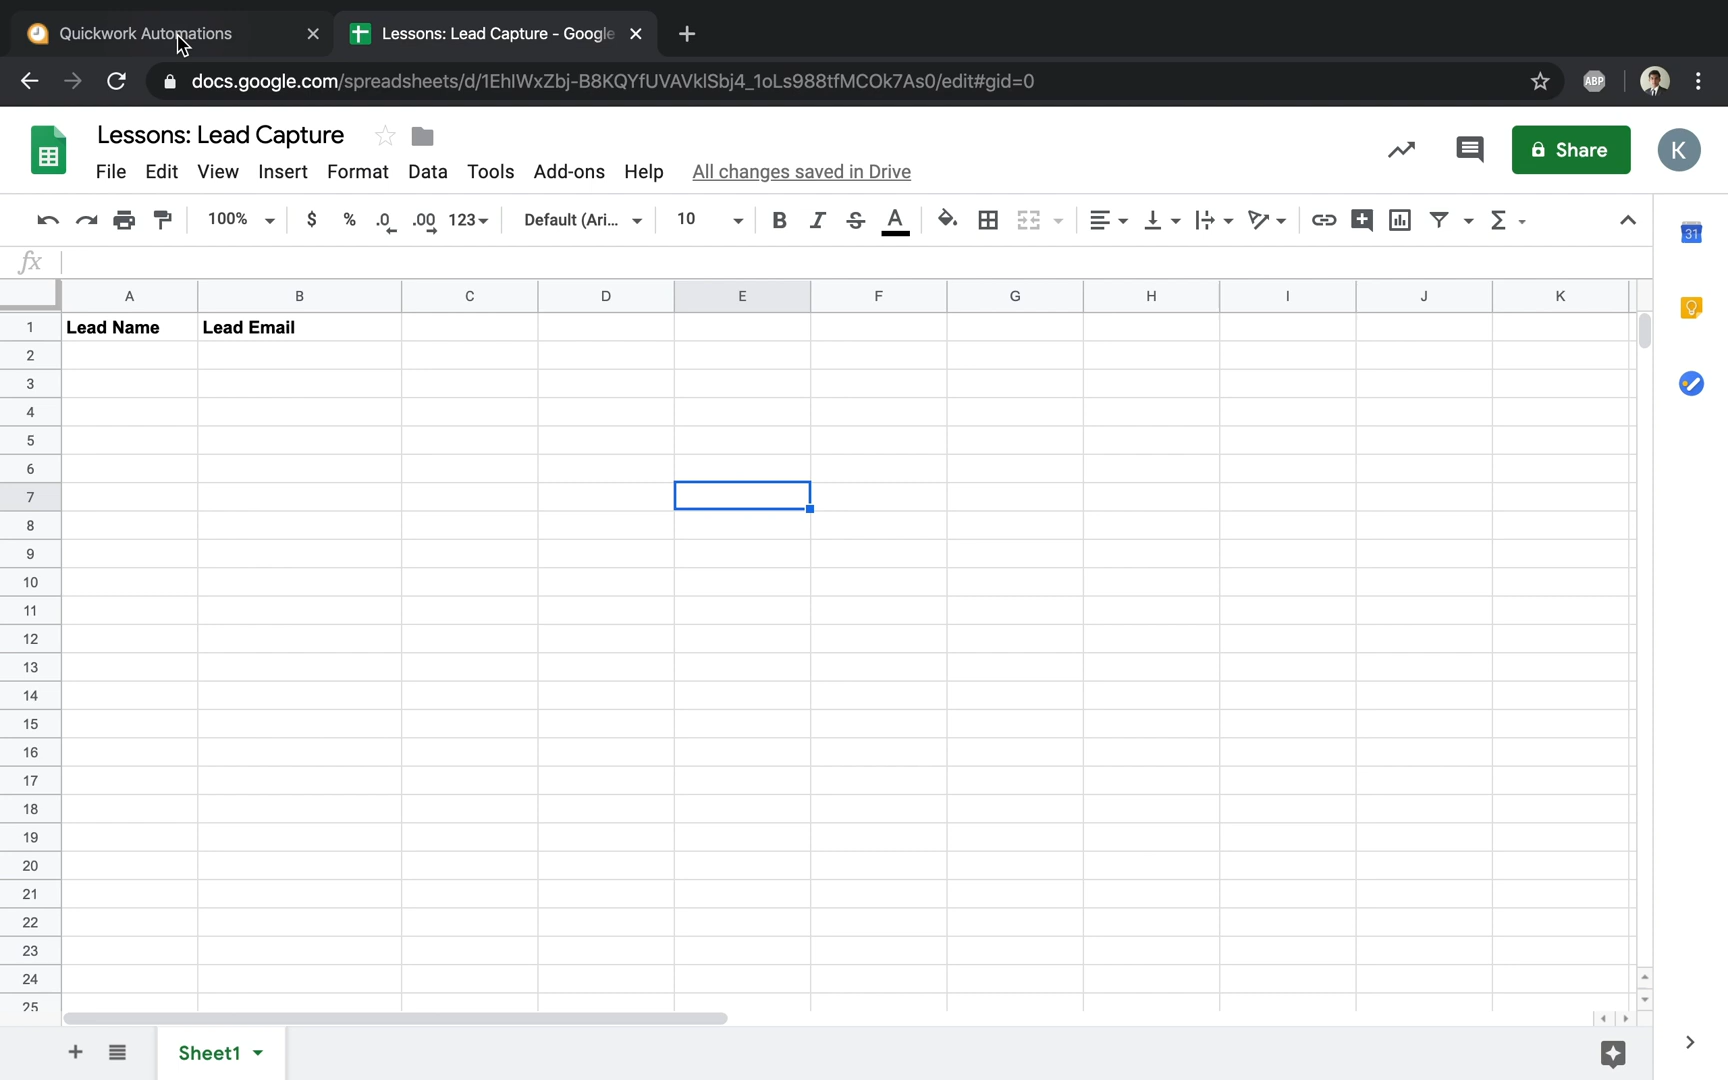 Quickwork Automations
Lessons: Lead Capture - Google
docs.google.com/spreadsheets/d/1EhlWxZbj-B8KQYfUVAVklSbj4_1oLs988tfMCOk7As0/edit#gid=0
ABP
Lessons: Lead Capture
File Edit View Insert Format Data Tools Add-ons Help All changes saved in Drive
Share
K
100% $ % .0 .00 123 Default (Ari... 10 B I S A
31
fx
A B C D E F G H I J K
1 Lead Name Lead Email
2
3
4
5
6
7
8
9
10
11
12
13
14
15
16
17
18
19
20
21
22
23
24
25
Sheet1